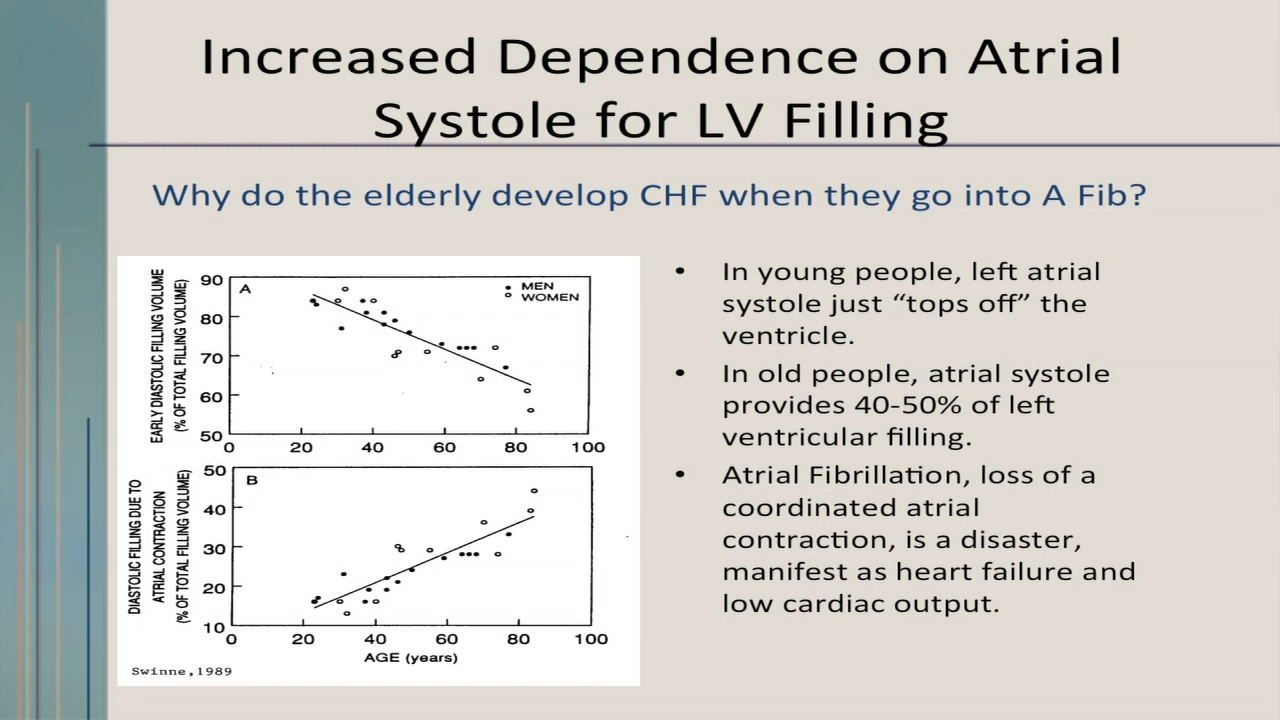 Increased Dependence on Atrial
Systole for LV Filling
Why do the elderly develop CHF when they go into A Fib?
EARLY DIASTOLIC FILLING VOLUME
(% OF TOTAL FILLING VOLUME)
A
MEN
WOMEN
90
80
70
60
50
0 20 40 60 80 100
DIASTOLIC FILLING DUE TO
ATRIAL CONTRACTION
(% OF TOTAL FILLING VOLUME)
B
50
40
30
20
10
0 20 40 60 80 100
AGE (years)
Swinne,1989
• In young people, left atrial
systole just “tops off” the
ventricle.
• In old people, atrial systole
provides 40-50% of left
ventricular filling.
• Atrial Fibrillation, loss of a
coordinated atrial
contraction, is a disaster,
manifest as heart failure and
low cardiac output.